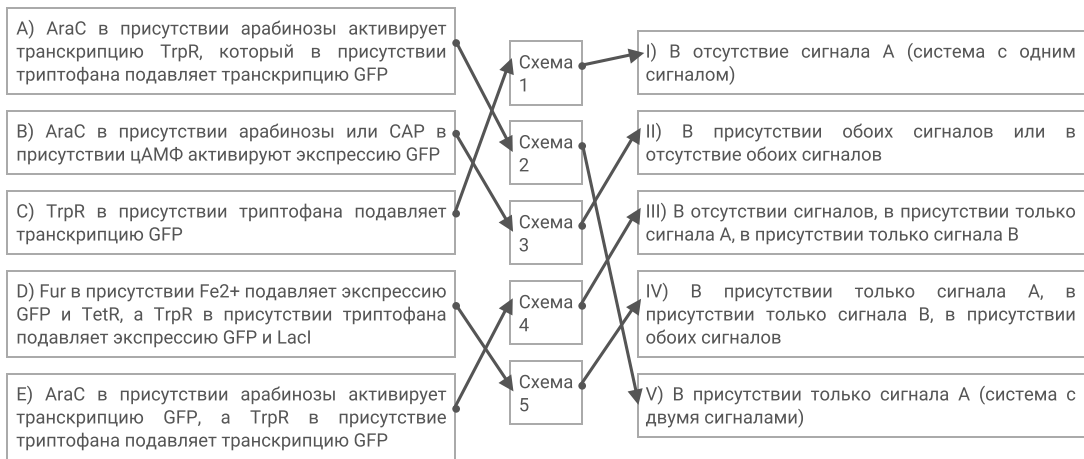 A) AraC в присутствии арабинозы активирует
транскрипцию TrpR, который в присутствии
триптофана подавляет транскрипцию GFP
B) AraC в присутствии арабинозы или CAP в
присутствии цАМФ активируют экспрессию GFP
C) TrpR в присутствии триптофана подавляет
транскрипцию GFP
D) Fur в присутствии Fe2+ подавляет экспрессию
GFP и TetR, а TrpR в присутствии триптофана
подавляет экспрессию GFP и LacI
E) AraC в присутствии арабинозы активирует
транскрипцию GFP, а TrpR в присутствие
триптофана подавляет транскрипцию GFP
Схема
1
Схема
2
Схема
3
Схема
4
Схема
5
I) В отсутствие сигнала А (система с одним
сигналом)
II) В присутствии обоих сигналов или в
отсутствие обоих сигналов
III) В отсутствии сигналов, в присутствии только
сигнала А, в присутствии только сигнала В
IV) В присутствии только сигнала А, в
присутствии только сигнала В, в присутствии
обоих сигналов
V) В присутствии только сигнала А (система с
двумя сигналами)